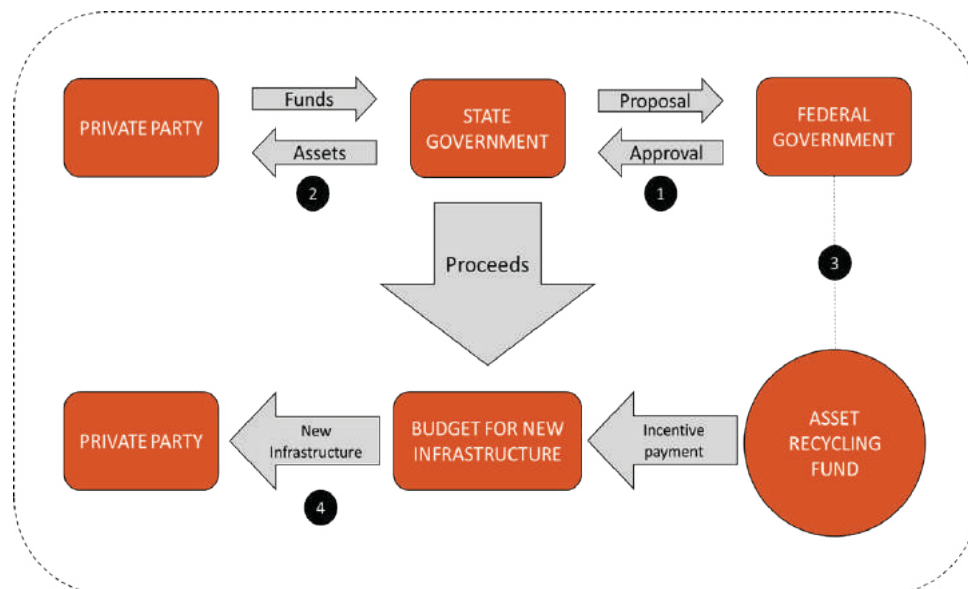 Funds
Proposal
PRIVATE PARTY
STATE
GOVERNMENT
FEDERAL
GOVERNMENT
Assets
Approval
2
1
Proceeds
3
PRIVATE PARTY
New
Infrastructure
BUDGET FOR NEW
INFRASTRUCTURE
Incentive
payment
ASSET
RECYCLING
FUND
4